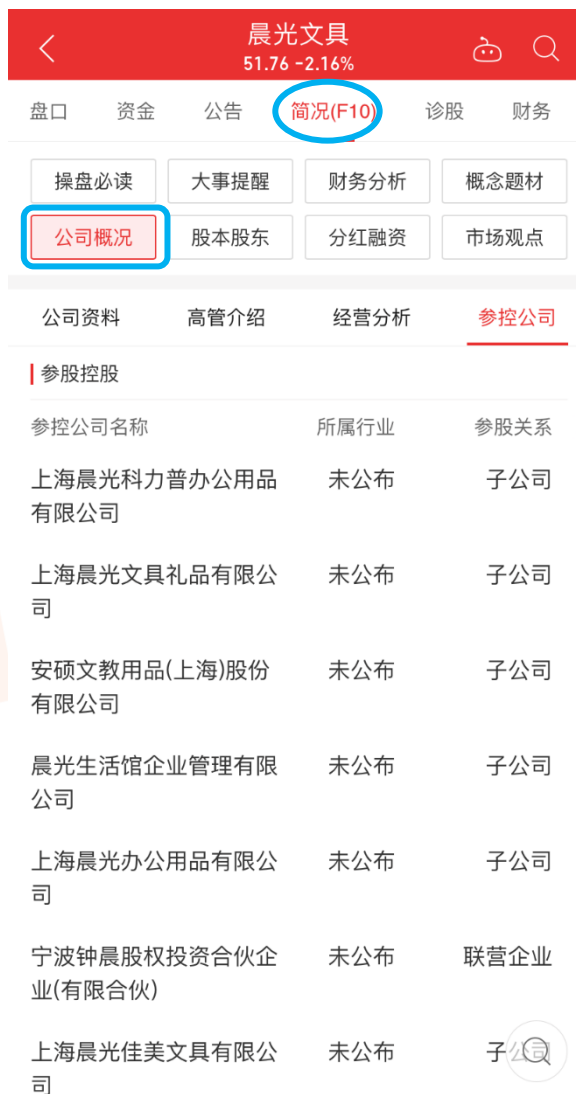 晨光文具
51.76 -2.16%
盘口 资金 公告 简况(F10) 诊股 财务
操盘必读 大事提醒 财务分析 概念题材
公司概况 股本股东 分红融资 市场观点
公司资料 高管介绍 经营分析 参控公司
参股控股
参控公司名称 所属行业 参股关系
上海晨光科力普办公用品 未公布 子公司
有限公司
上海晨光文具礼品有限公 未公布 子公司
司
安硕文教用品(上海)股份 未公布 子公司
有限公司
晨光生活馆企业管理有限 未公布 子公司
公司
上海晨光办公用品有限公 未公布 子公司
司
宁波钟晨股权投资合伙企 未公布 联营企业
业(有限合伙)
上海晨光佳美文具有限公 未公布 子公司
司